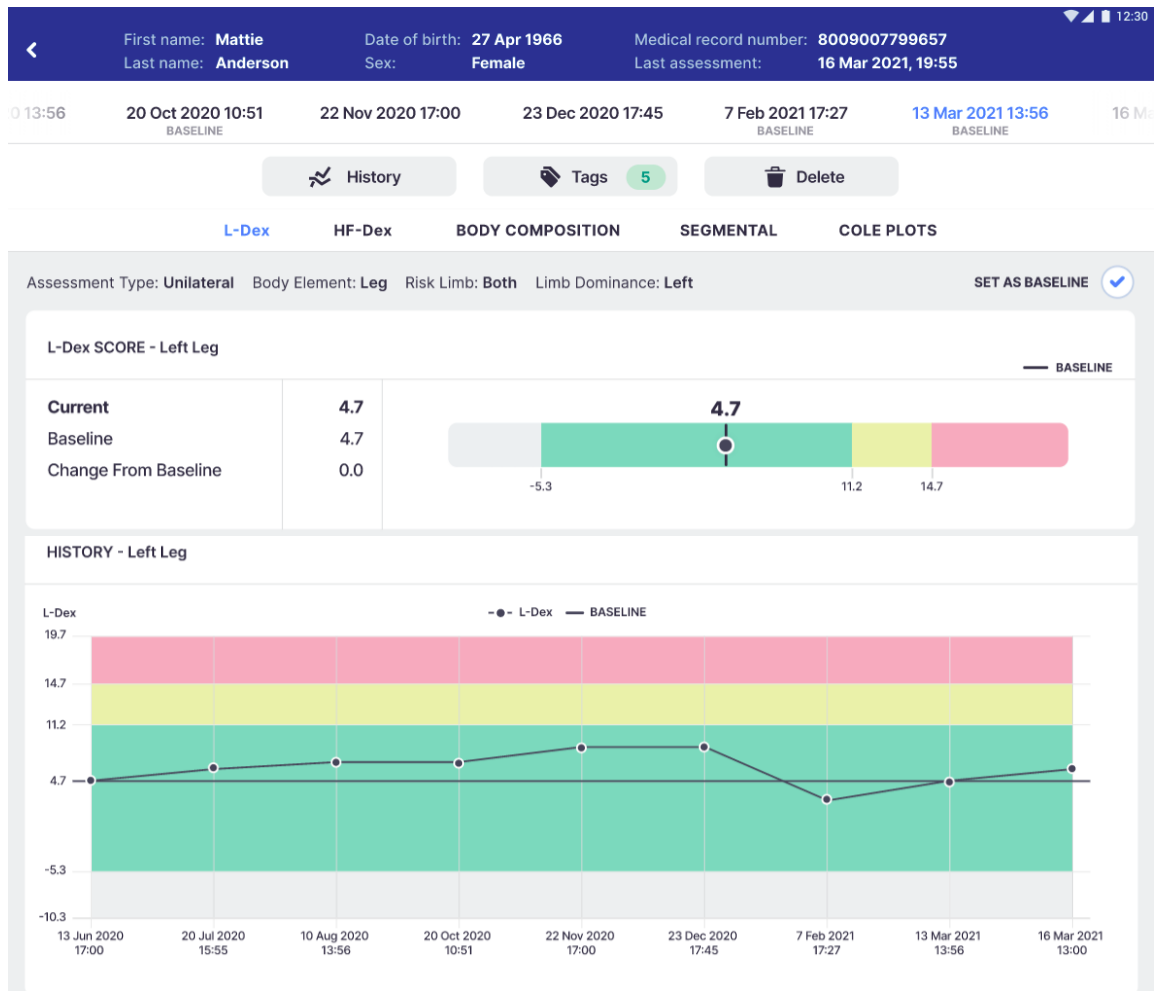 12:30
First name: Mattie Date of birth: 27 Apr 1966 Medical record number: 8009007799657
Last name: Anderson Sex: Female Last assessment: 16 Mar 2021, 19:55
13:56 20 Oct 2020 10:51 22 Nov 2020 17:00 23 Dec 2020 17:45 7 Feb 2021 17:27 13 Mar 2021 13:56 16
BASELINE BASELINE BASELINE
History Tags 5 Delete
L-Dex HF-Dex BODY COMPOSITION SEGMENTAL COLE PLOTS
Assessment Type: Unilateral Body Element: Leg Risk Limb: Both Limb Dominance: Left SET AS BASELINE
L-Dex SCORE - Left Leg
BASELINE
Current 4.7 4.7
Baseline 4.7
Change From Baseline 0.0
-5.3 11.2 14.7
HISTORY - Left Leg
L-Dex L-Dex BASELINE
19.7
14.7
11.2
4.7
-5.3
-10.3
13 Jun 2020 20 Jul 2020 10 Aug 2020 20 Oct 2020 22 Nov 2020 23 Dec 2020 7 Feb 2021 13 Mar 2021 16 Mar 2021
17:00 15:55 13:56 10:51 17:00 17:45 17:27 13:56 13:00